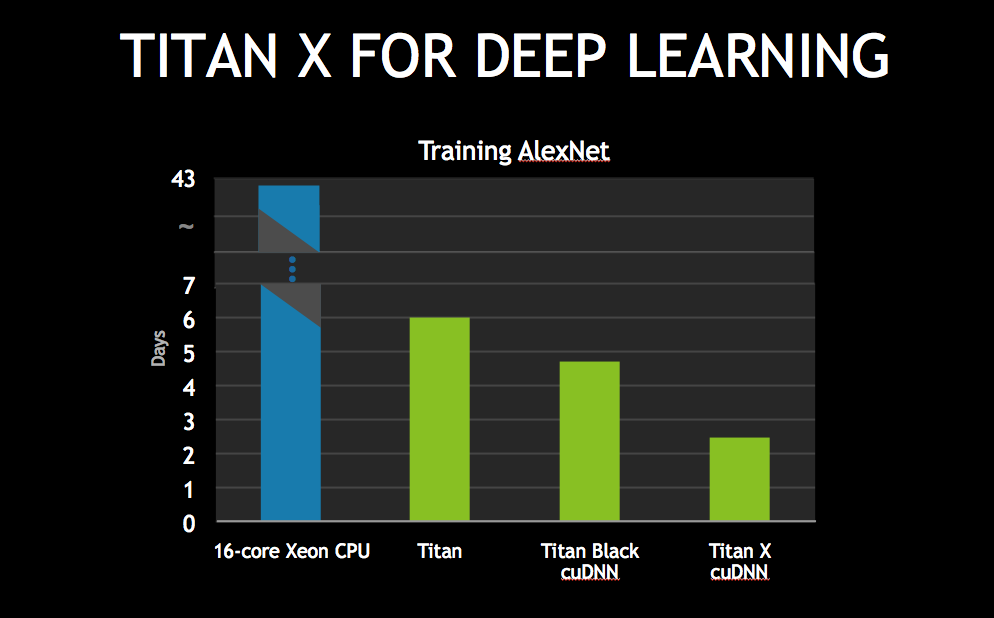 TITAN X FOR DEEP LEARNING
Training AlexNet
43
~
7
6
5
4
3
2
1
0
Days
16-core Xeon CPU
Titan
Titan Black
cuDNN
Titan X
cuDNN